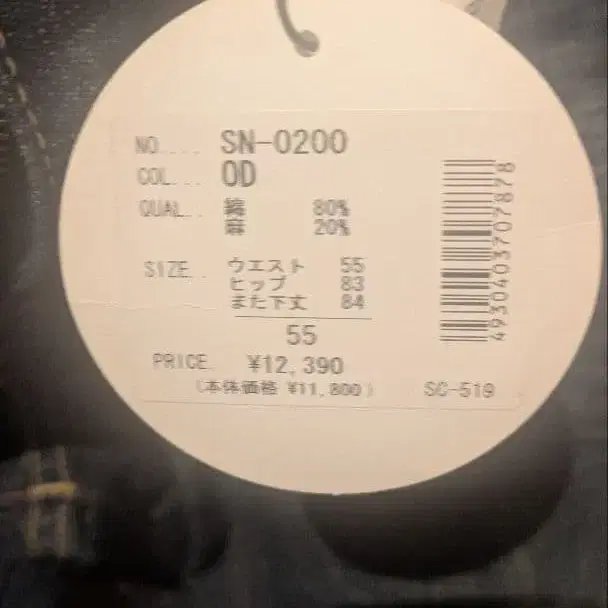 NO.... SN-0200
COL... OD
QUAL.. 綿 80%
麻 20%
SIZE.. ウエスト 55
ヒップ 83
また下丈 84
55
PRICE. ¥12,390
(本体価格 ¥11,800) SC-519
4930403707878